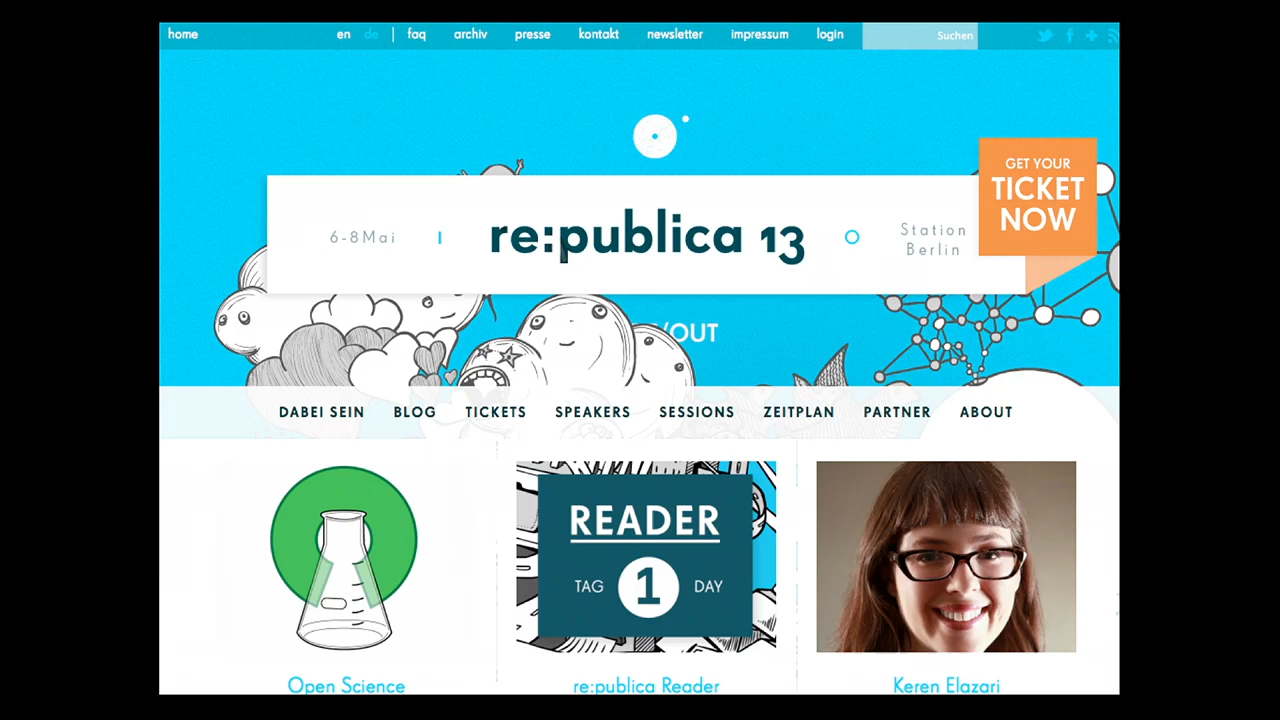 home en de faq archiv presse kontakt newsletter impressum login Suchen
GET YOUR
TICKET
NOW
6-8 Mai re:publica 13 Station
Berlin
/OUT
DABEI SEIN BLOG TICKETS SPEAKERS SESSIONS ZEITPLAN PARTNER ABOUT
READER
TAG 1 DAY
Open Science re:publica Reader Keren Elazari